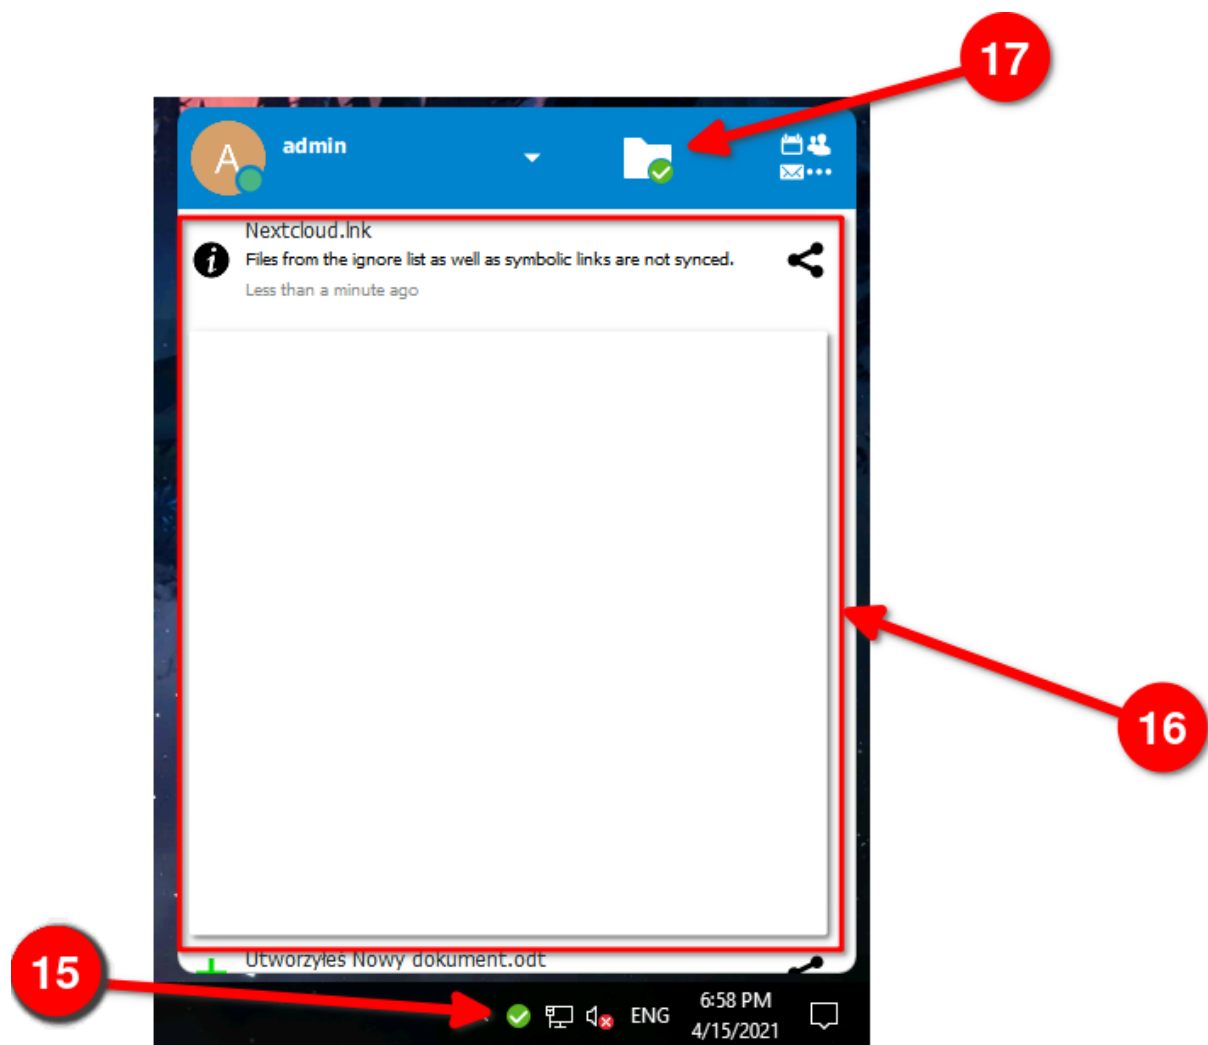 17
A
admin
Nextcloud.lnk
Files from the ignore list as well as symbolic links are not synced.
Less than a minute ago
16
Utworzyłeś Nowy dokument.odt
15
ENG
6:58 PM
4/15/2021